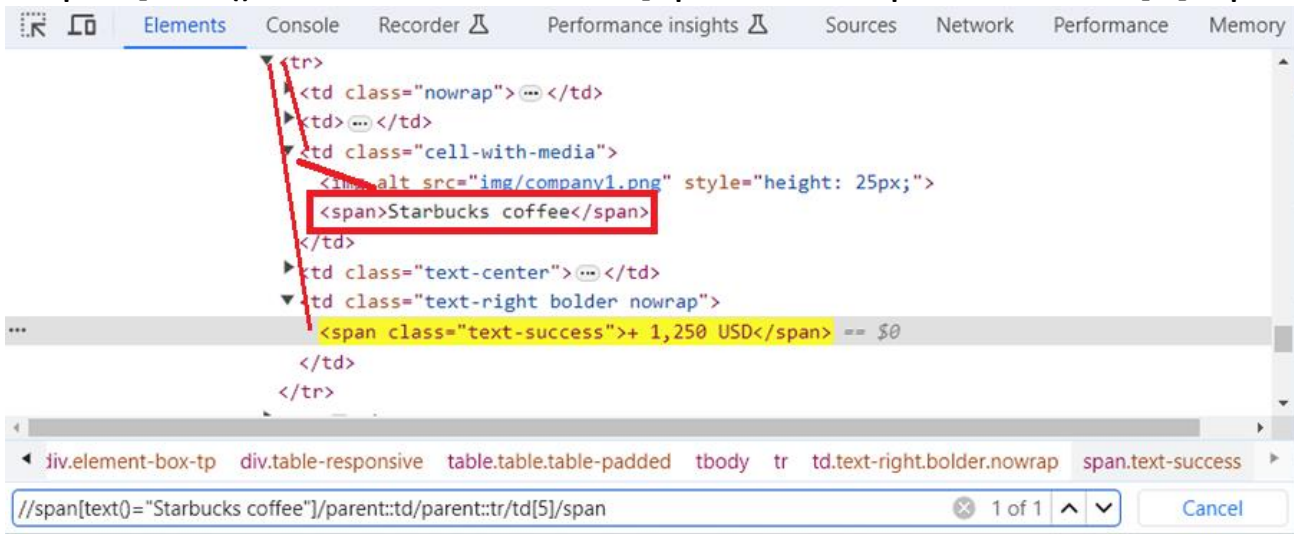 Elements Console Recorder Performance insights Sources Network Performance Memory
<tr>
<td class="nowrap">…</td>
<td>…</td>
<td class="cell-with-media">
<img alt src="img/company1.png" style="height: 25px;">
<span>Starbucks coffee</span>
</td>
<td class="text-center">…</td>
<td class="text-right bolder nowrap">
… <span class="text-success">+ 1,250 USD</span> == $0
</td>
</tr>
div.element-box-tp div.table-responsive table.table.table-padded tbody tr td.text-right.bolder.nowrap span.text-success
//span[text()="Starbucks coffee"]/parent::td/parent::tr/td[5]/span 1 of 1 Cancel